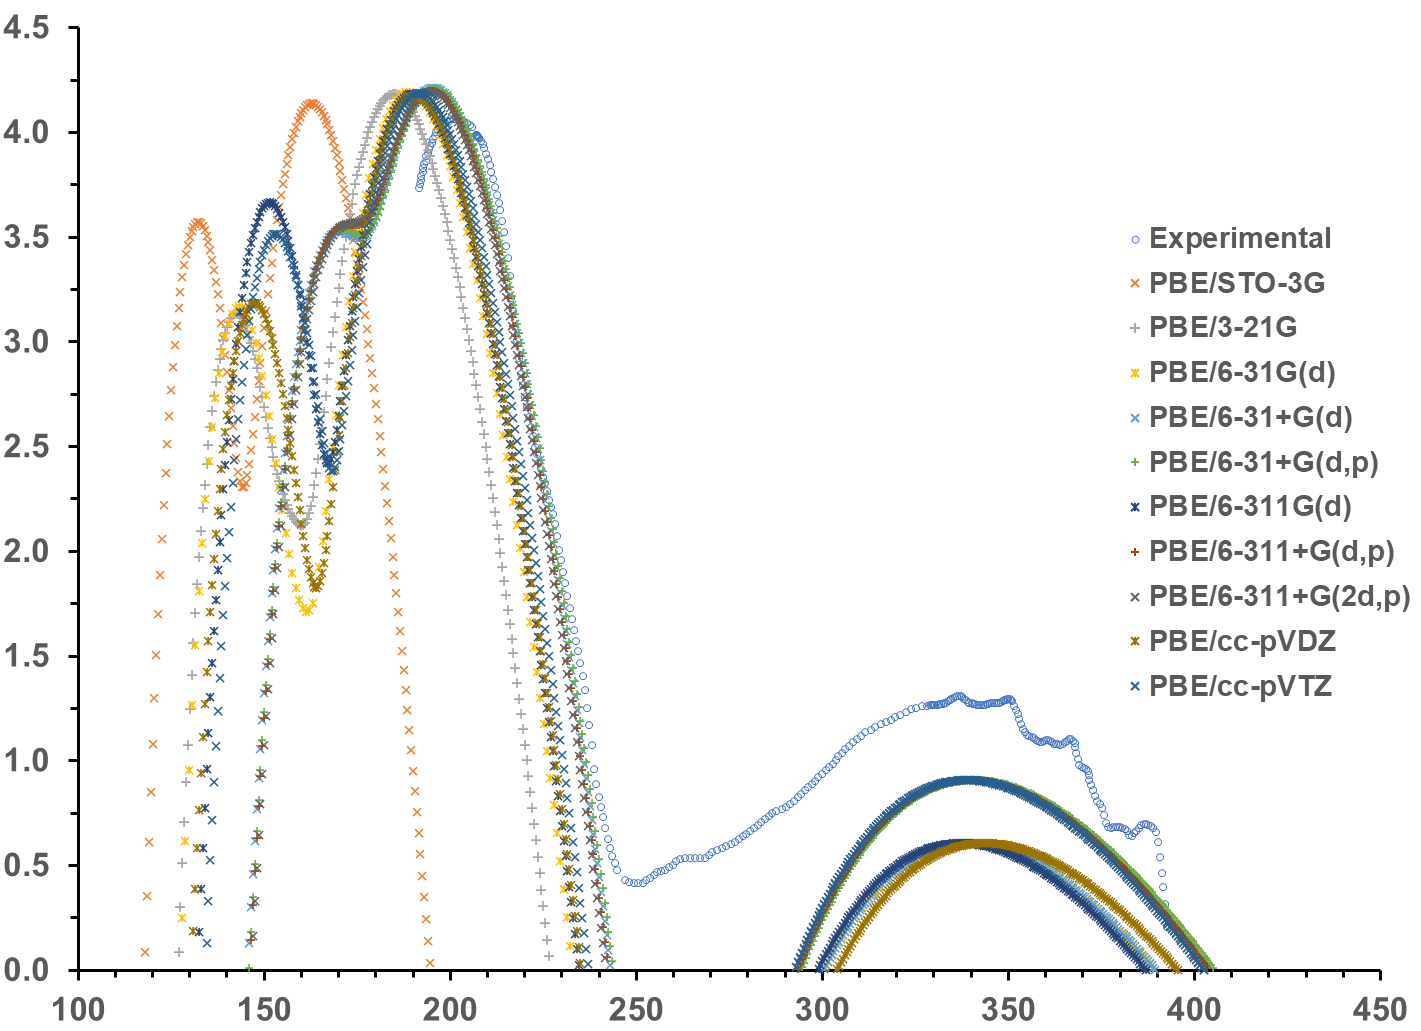 4.5
4.0
3.5
3.0
2.5
2.0
1.5
1.0
0.5
0.0
100 150 200 250 300 350 400 450
Experimental
PBE/STO-3G
PBE/3-21G
PBE/6-31G(d)
PBE/6-31+G(d)
PBE/6-31+G(d,p)
PBE/6-311G(d)
PBE/6-311+G(d,p)
PBE/6-311+G(2d,p)
PBE/cc-pVDZ
PBE/cc-pVTZ